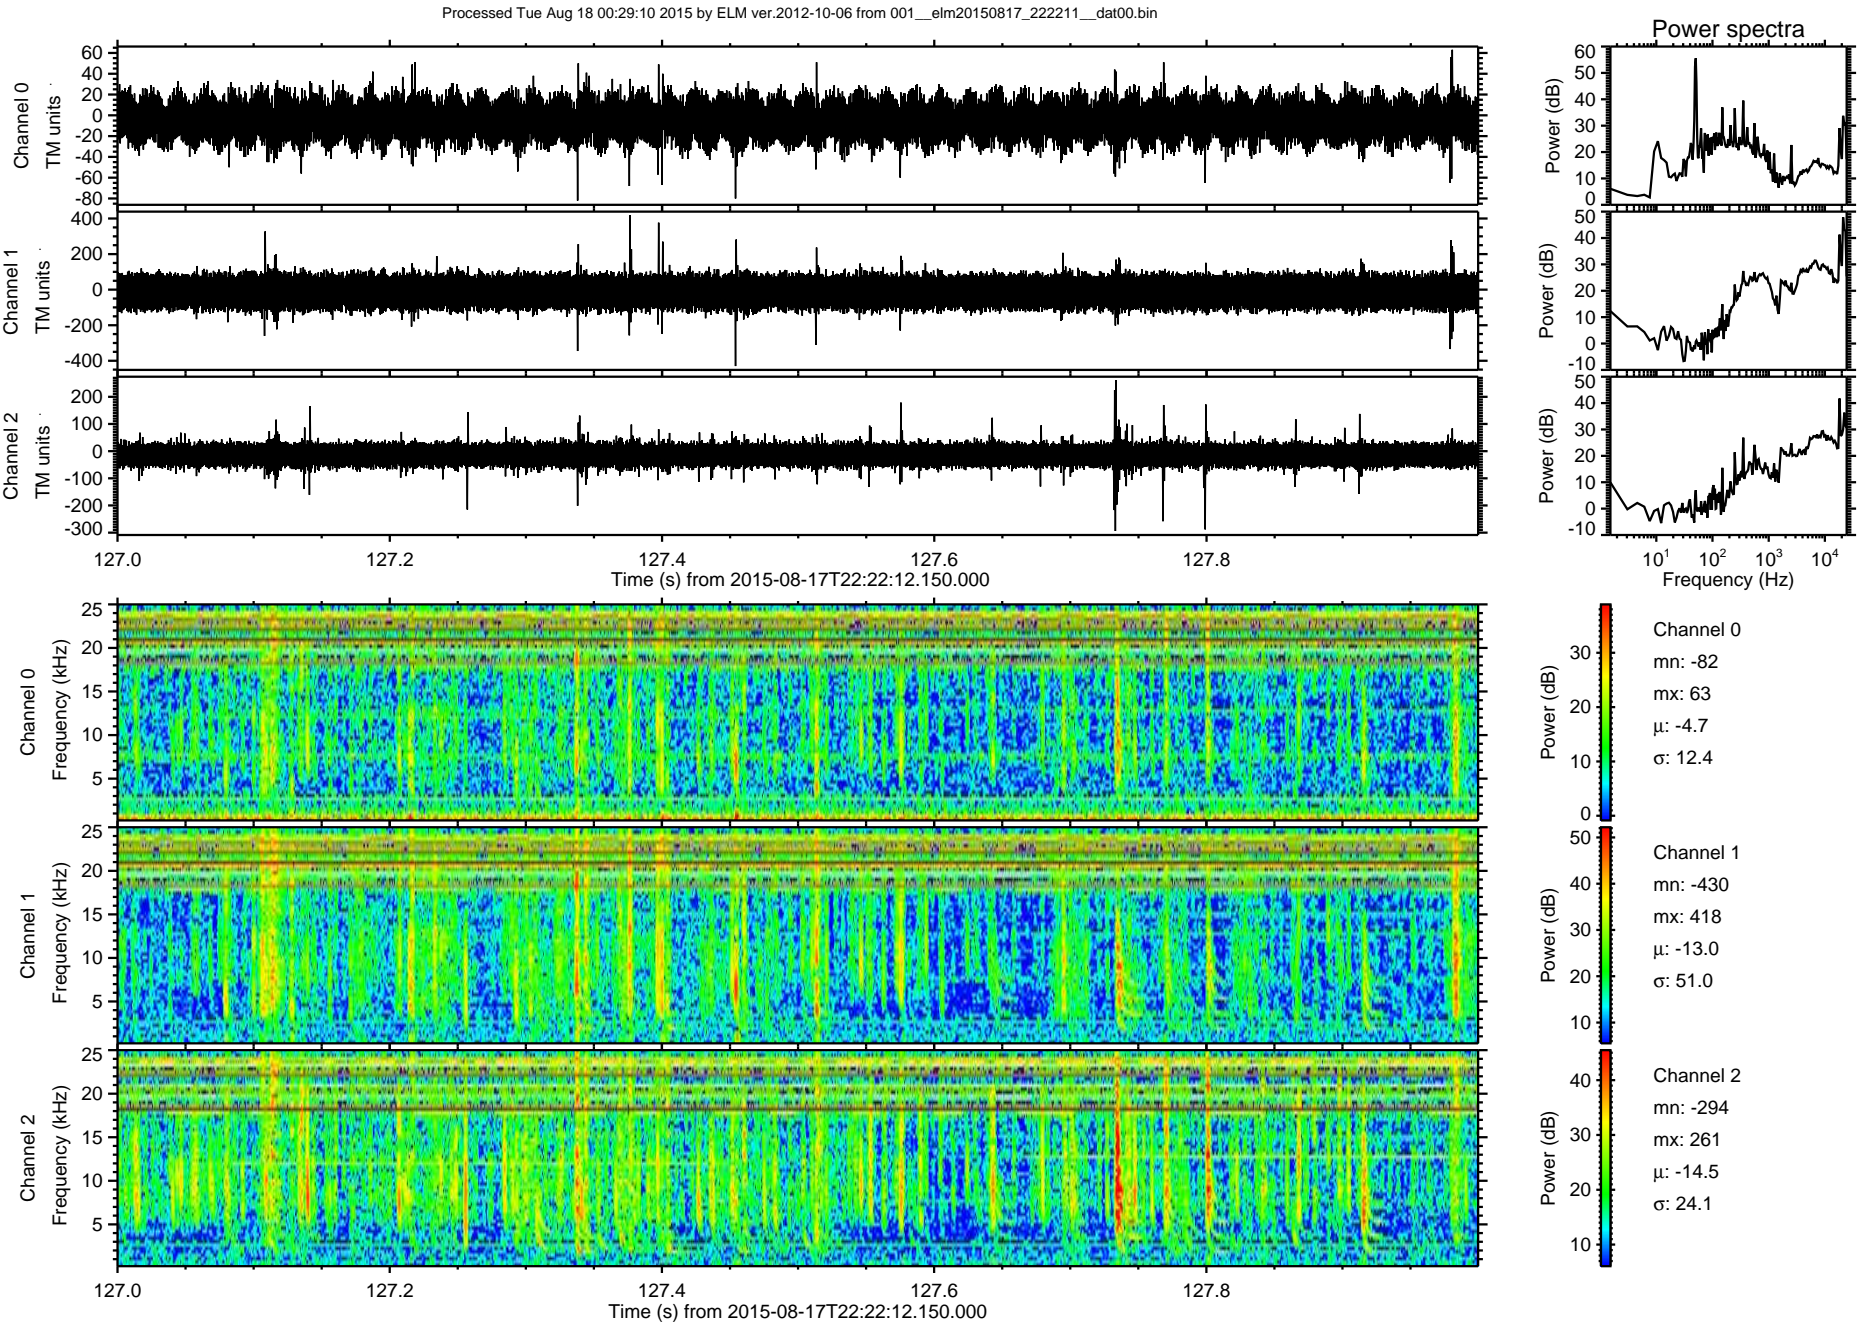 Processed Tue Aug 18 00:29:10 2015 by ELM ver.2012-10-06 from 001__elm20150817_222211__dat00.bin
Power spectra
Channel 0
TM units
60
40
20
0
-20
-40
-60
-80
Power (dB)
60
50
40
30
20
10
0
Channel 1
TM units
400
200
0
-200
-400
Power (dB)
50
40
30
20
10
0
-10
Channel 2
TM units
200
100
0
-100
-200
-300
Power (dB)
50
40
30
20
10
0
-10
127.0 127.2 127.4 127.6 127.8
Time (s) from 2015-08-17T22:22:12.150.000
10^1 10^2 10^3 10^4
Frequency (Hz)
Channel 0
Frequency (kHz)
25
20
15
10
5
Power (dB)
30
20
10
0
Channel 0
mn: -82
mx: 63
μ: -4.7
σ: 12.4
Channel 1
Frequency (kHz)
25
20
15
10
5
Power (dB)
50
40
30
20
10
Channel 1
mn: -430
mx: 418
μ: -13.0
σ: 51.0
Channel 2
Frequency (kHz)
25
20
15
10
5
Power (dB)
40
30
20
10
Channel 2
mn: -294
mx: 261
μ: -14.5
σ: 24.1
127.0 127.2 127.4 127.6 127.8
Time (s) from 2015-08-17T22:22:12.150.000